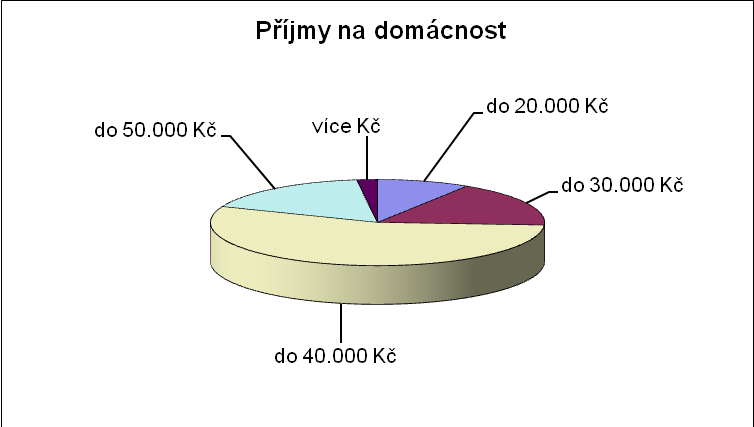 Příjmy na domácnost
do 20.000 Kč
více Kč
do 50.000 Kč
do 30.000 Kč
do 40.000 Kč